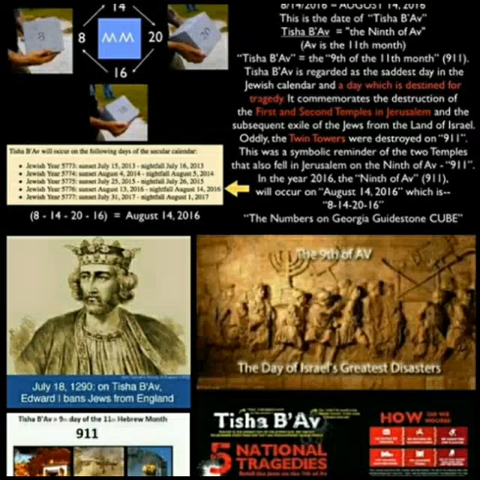 14
8
MM
20
16
8/14/2016 = AUGUST 14, 2016
This is the date of "Tisha B'Av"
Tisha B'Av = "the Ninth of Av"
(Av is the 11th month)
"Tisha B'Av" = the "9th of the 11th month" (911).
Tisha B'Av is regarded as the saddest day in the
Jewish calendar and a day which is destined for
tragedy. It commemorates the destruction of
the First and Second Temples in Jerusalem and the
subsequent exile of the Jews from the Land of Israel.
Oddly, the Twin Towers were destroyed on "911".
This was a symbolic reminder of the two Temples
that also fell in Jerusalem on the Ninth of Av - "911".
In the year 2016, the "Ninth of Av" (911),
will occur on "August 14, 2016" which is--
"8-14-20-16"
"The Numbers on Georgia Guidestone CUBE"
Tisha B'Av will occur on the following days of the secular calendar:
• Jewish Year 5773: sunset July 15, 2013 - nightfall July 16, 2013
• Jewish Year 5774: sunset August 4, 2014 - nightfall August 5, 2014
• Jewish Year 5775: sunset July 25, 2015 - nightfall July 26, 2015
• Jewish Year 5776: sunset August 13, 2016 - nightfall August 14, 2016
• Jewish Year 5777: sunset July 31, 2017 - nightfall August 1, 2017
(8 - 14 - 20 - 16) = August 14, 2016
July 18, 1290: on Tisha B'Av,
Edward I bans Jews from England
The 9th of AV
The Day of Israel's Greatest Disasters
Tisha B'Av = 9th day of the 11th Hebrew Month
911
Tisha B'Av
5 NATIONAL
TRAGEDIES
HOW